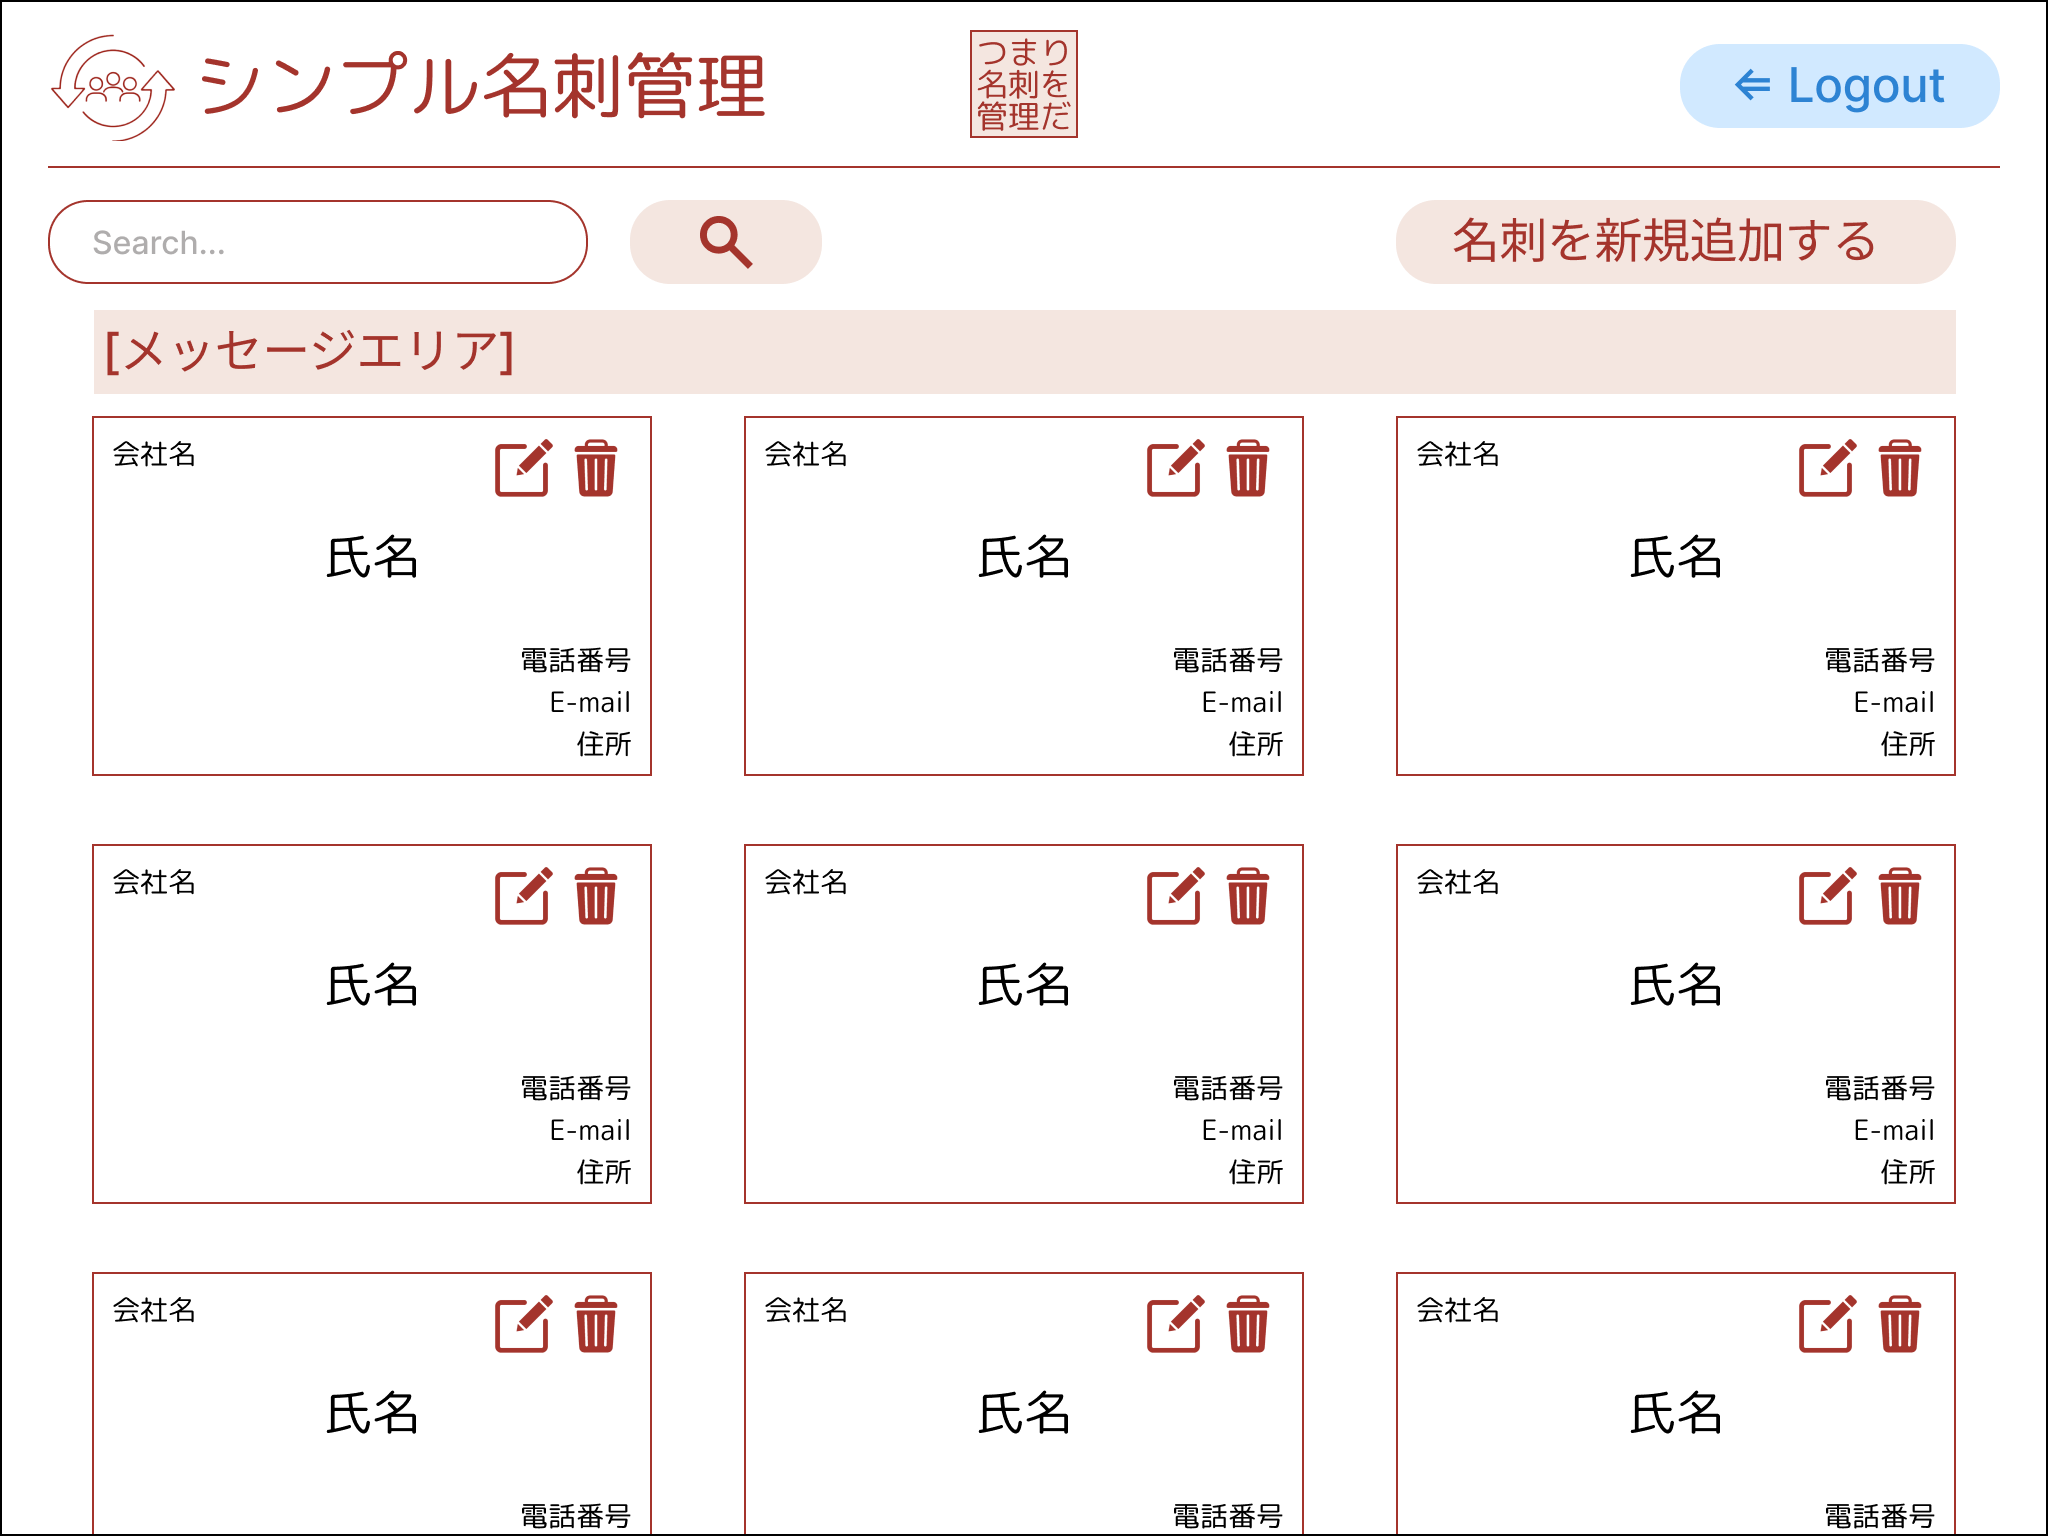 シンプル名刺管理
つまり
名刺を
管理だ
⇐ Logout
Search...
名刺を新規追加する
[メッセージエリア]
会社名
氏名
電話番号
E-mail
住所
会社名
氏名
電話番号
E-mail
住所
会社名
氏名
電話番号
E-mail
住所
会社名
氏名
電話番号
E-mail
住所
会社名
氏名
電話番号
E-mail
住所
会社名
氏名
電話番号
E-mail
住所
会社名
氏名
電話番号
会社名
氏名
電話番号
会社名
氏名
電話番号